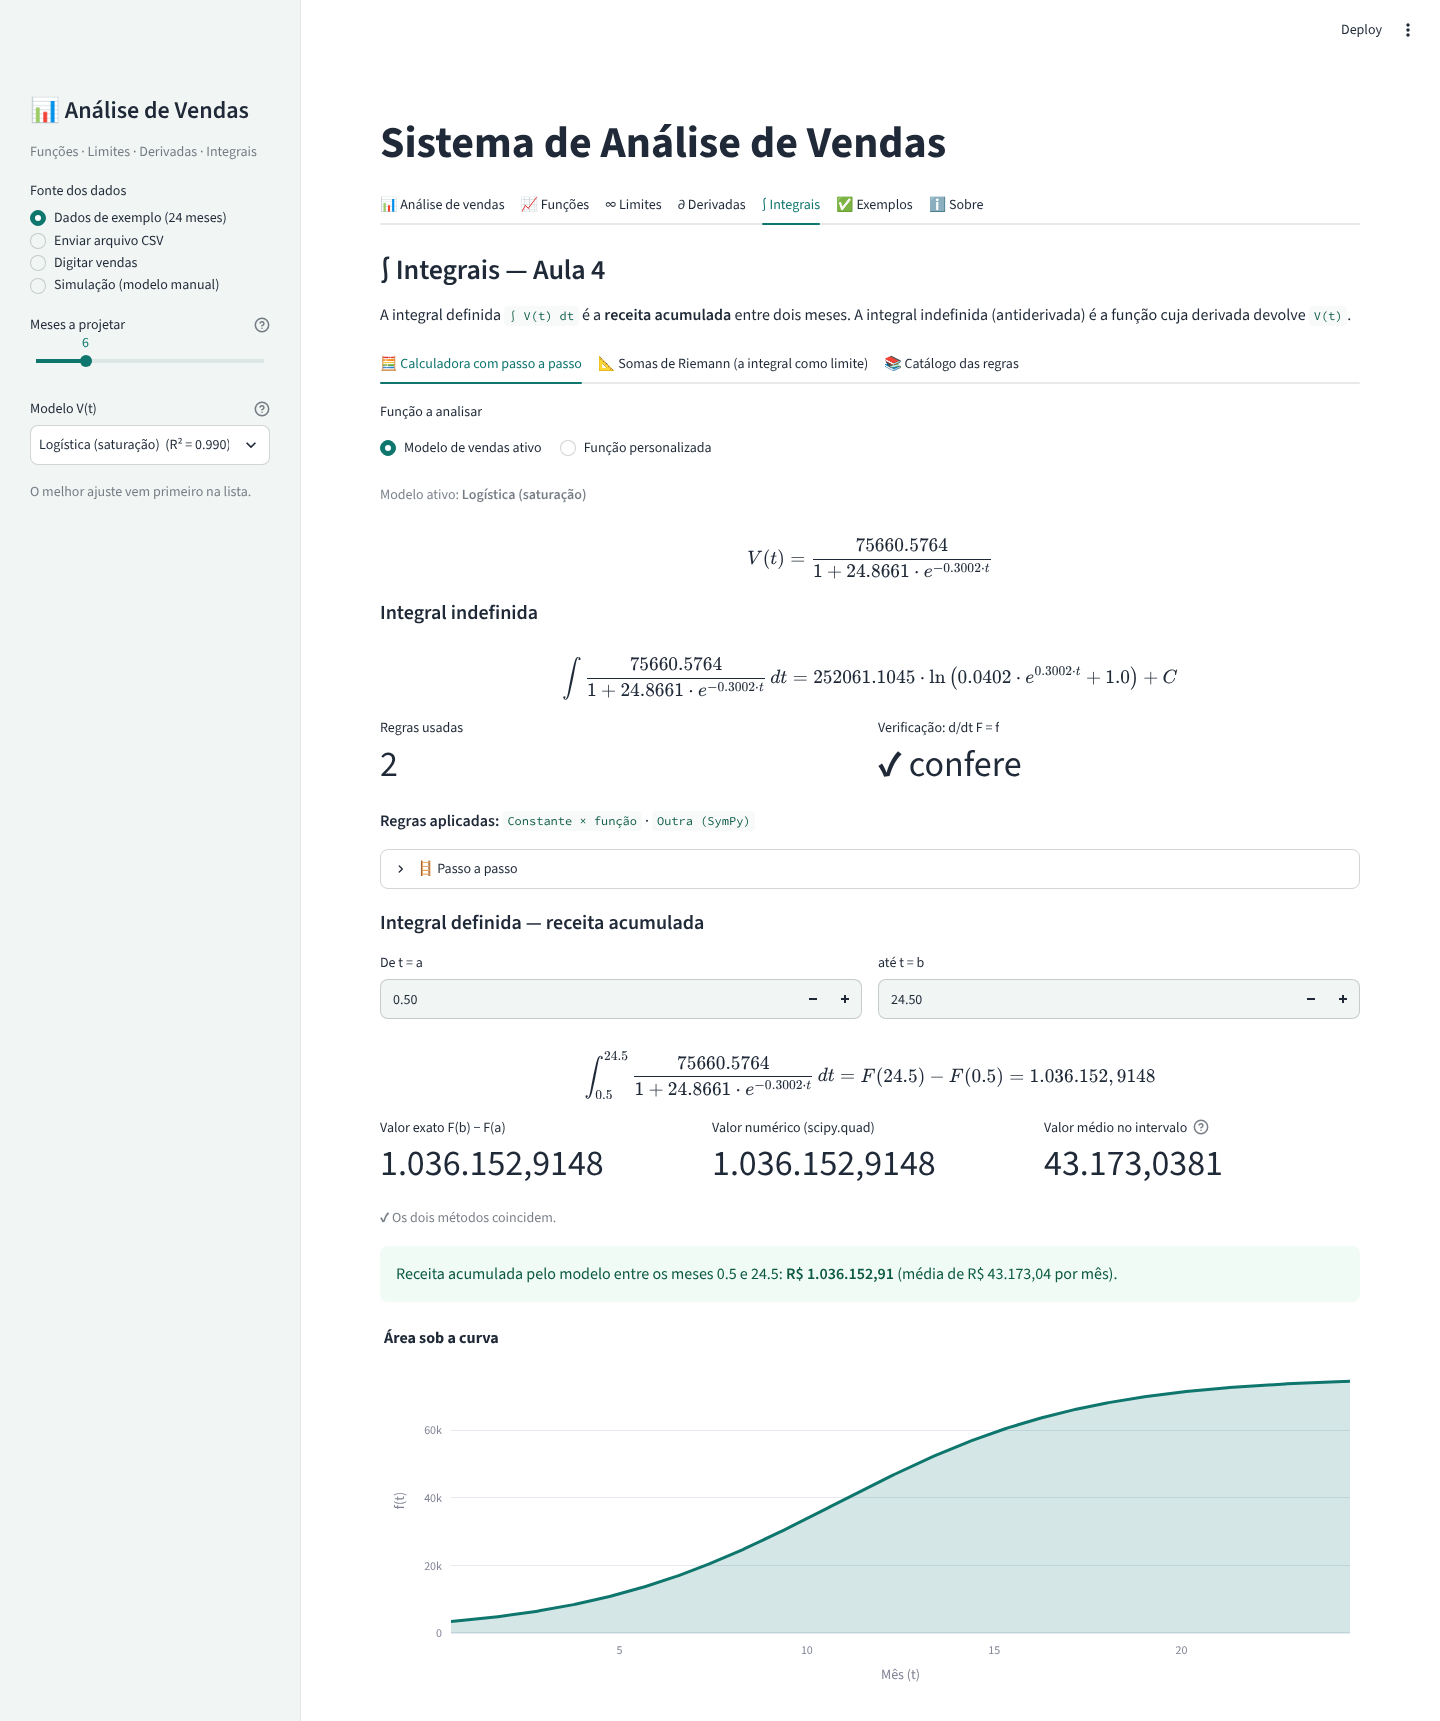 Deploy
📊 Análise de Vendas
Funções · Limites · Derivadas · Integrais
Fonte dos dados
Dados de exemplo (24 meses)
Enviar arquivo CSV
Digitar vendas
Simulação (modelo manual)
Meses a projetar
6
Modelo V(t)
Logística (saturação) (R² = 0.990)
O melhor ajuste vem primeiro na lista.
Sistema de Análise de Vendas
📊 Análise de vendas 📈 Funções ∞ Limites ∂ Derivadas ∫ Integrais ✅ Exemplos ℹ️ Sobre
∫ Integrais — Aula 4
A integral definida ∫ V(t) dt é a receita acumulada entre dois meses. A integral indefinida (antiderivada) é a função cuja derivada devolve V(t).
🧮 Calculadora com passo a passo 📐 Somas de Riemann (a integral como limite) 📚 Catálogo das regras
Função a analisar
Modelo de vendas ativo Função personalizada
Modelo ativo: Logística (saturação)
V(t) = 75660.5764 / (1 + 24.8661 · e^(−0.3002·t))
Integral indefinida
∫ 75660.5764 / (1 + 24.8661 · e^(−0.3002·t)) dt = 252061.1045 · ln (0.0402 · e^(0.3002·t) + 1.0) + C
Regras usadas
2
Verificação: d/dt F = f
✓ confere
Regras aplicadas: Constante × função · Outra (SymPy)
🪜 Passo a passo
Integral definida — receita acumulada
De t = a
0.50
até t = b
24.50
∫_0.5^24.5 75660.5764 / (1 + 24.8661 · e^(−0.3002·t)) dt = F(24.5) − F(0.5) = 1.036.152,9148
Valor exato F(b) − F(a)
1.036.152,9148
Valor numérico (scipy.quad)
1.036.152,9148
Valor médio no intervalo
43.173,0381
✓ Os dois métodos coincidem.
Receita acumulada pelo modelo entre os meses 0.5 e 24.5: R$ 1.036.152,91 (média de R$ 43.173,04 por mês).
Área sob a curva
60k
40k
20k
0
f(t)
5 10 15 20
Mês (t)